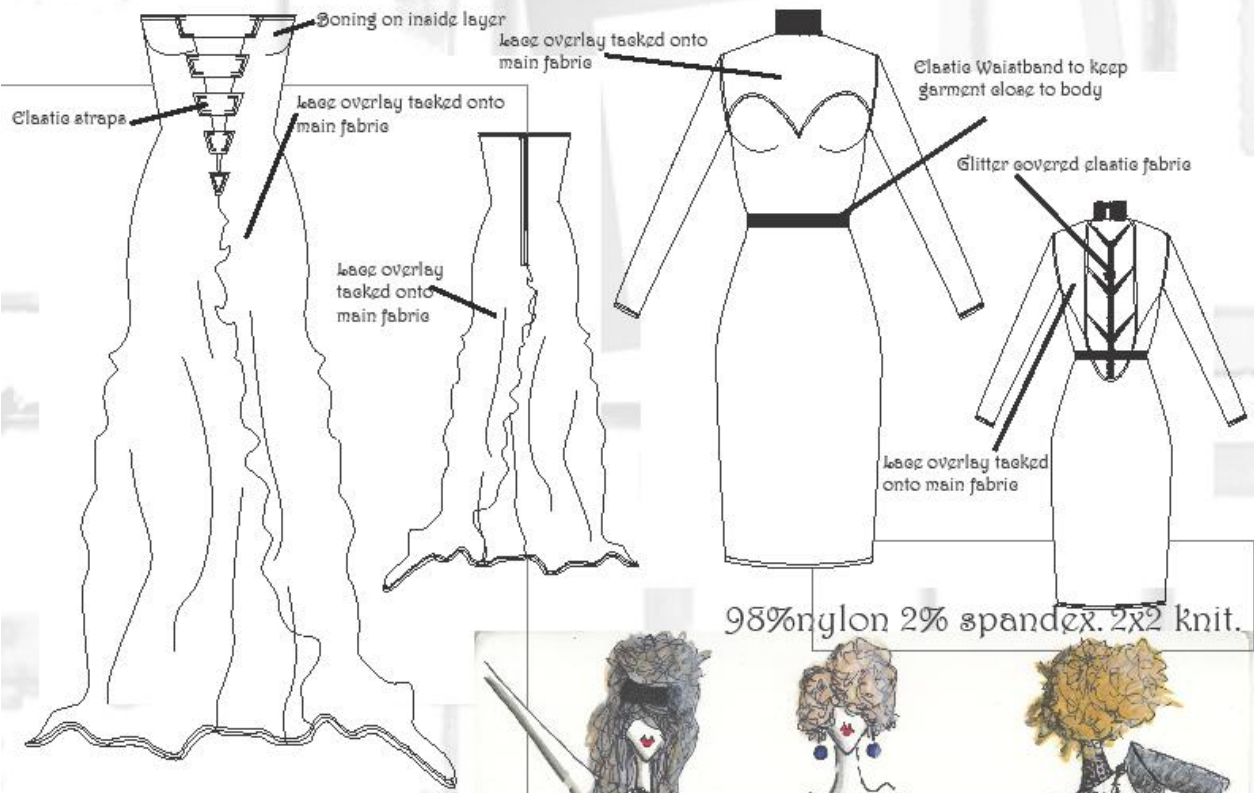 Boning on inside layer
Elastic straps
Lace overlay tacked onto
main fabric
Lace overlay
tacked onto
main fabric
Lace overlay tacked onto
main fabric
Elastic Waistband to keep
garment close to body
Glitter covered elastic fabric
Lace overlay tacked
onto main fabric
98%nylon 2% spandex. 2x2 knit.